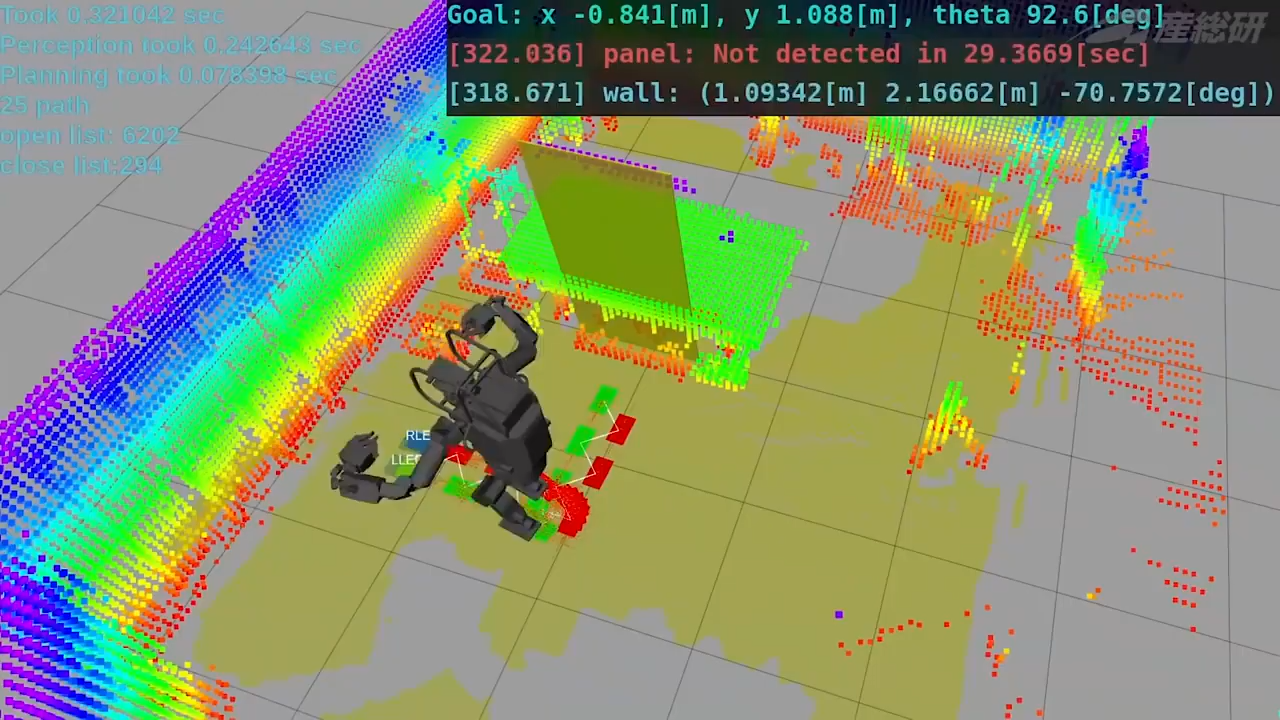 Took 0.321042 sec
Perception took 0.242643 sec
Planning took 0.078398 sec
25 path
open list: 6202
close list:294
Goal: x -0.841[m], y 1.088[m], theta 92.6[deg]
[322.036] panel: Not detected in 29.3669[sec]
[318.671] wall: (1.09342[m] 2.16662[m] -70.7572[deg])
産総研
RLE
LLE